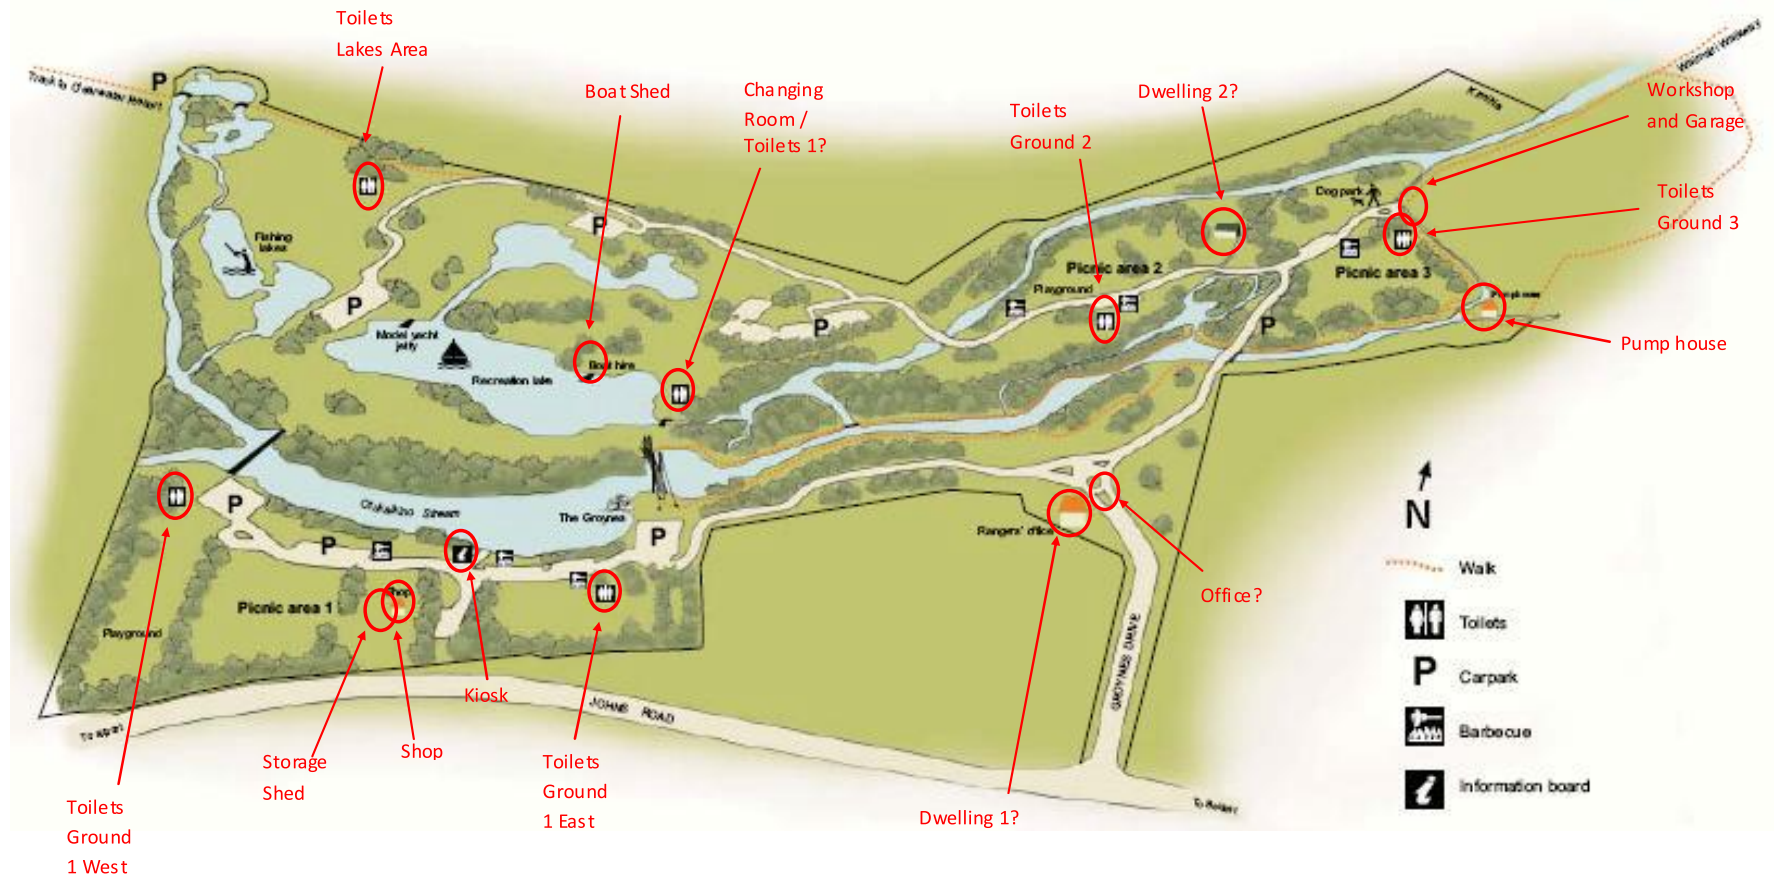 Toilets
Lakes Area
Boat Shed
Changing
Room /
Toilets 1?
Toilets
Ground 2
Dwelling 2?
Workshop
and Garage
Toilets
Ground 3
Pump house
P
Track to
Walkway
Fishing
lakes
P
P
P
P
Model yacht
jetty
Recreation lake
Boat hire
Dog park
Picnic area 2
Playground
Picnic area 3
Otukaikino Stream
The Groynes
P
P
P
Rangers' office
Office?
Picnic area 1
Playground
Shop
Kiosk
Storage
Shed
Shop
Toilets
Ground
1 East
Toilets
Ground
1 West
Dwelling 1?
JOHNS ROAD
GROYNES DRIVE
N
Walk
Toilets
P
Carpark
Barbecue
i
Information board